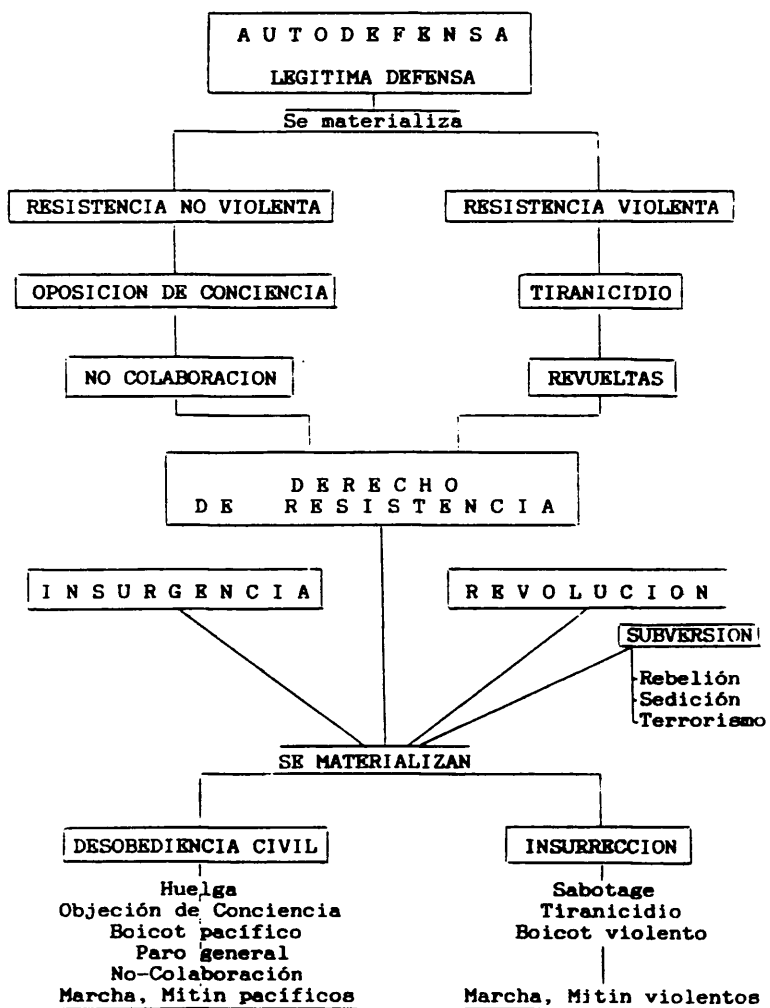 A U T O D E F E N S A
LEGITIMA DEFENSA
Se materializa
RESISTENCIA NO VIOLENTA
RESISTENCIA VIOLENTA
OPOSICION DE CONCIENCIA
TIRANICIDIO
NO COLABORACION
REVUELTAS
D E R E C H O
D E R E S I S T E N C I A
I N S U R G E N C I A
R E V O L U C I O N
SUBVERSION
Rebelión
Sedición
Terrorismo
SE MATERIALIZAN
DESOBEDIENCIA CIVIL
Huelga
Objeción de Conciencia
Boicot pacífico
Paro general
No-Colaboración
Marcha, Mitin pacíficos
INSURRECCION
Sabotage
Tiranicidio
Boicot violento
Marcha, Mitin violentos